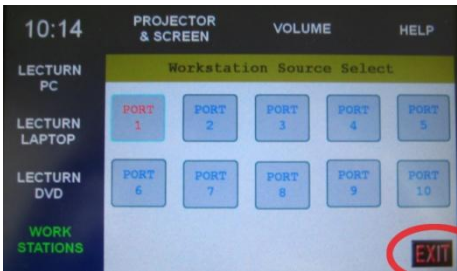 10:14
PROJECTOR
& SCREEN
VOLUME
HELP
LECTURN
PC
LECTURN
LAPTOP
LECTURN
DVD
WORK
STATIONS
Workstation Source Select
PORT
1
PORT
2
PORT
3
PORT
4
PORT
5
PORT
6
PORT
7
PORT
8
PORT
9
PORT
10
EXIT